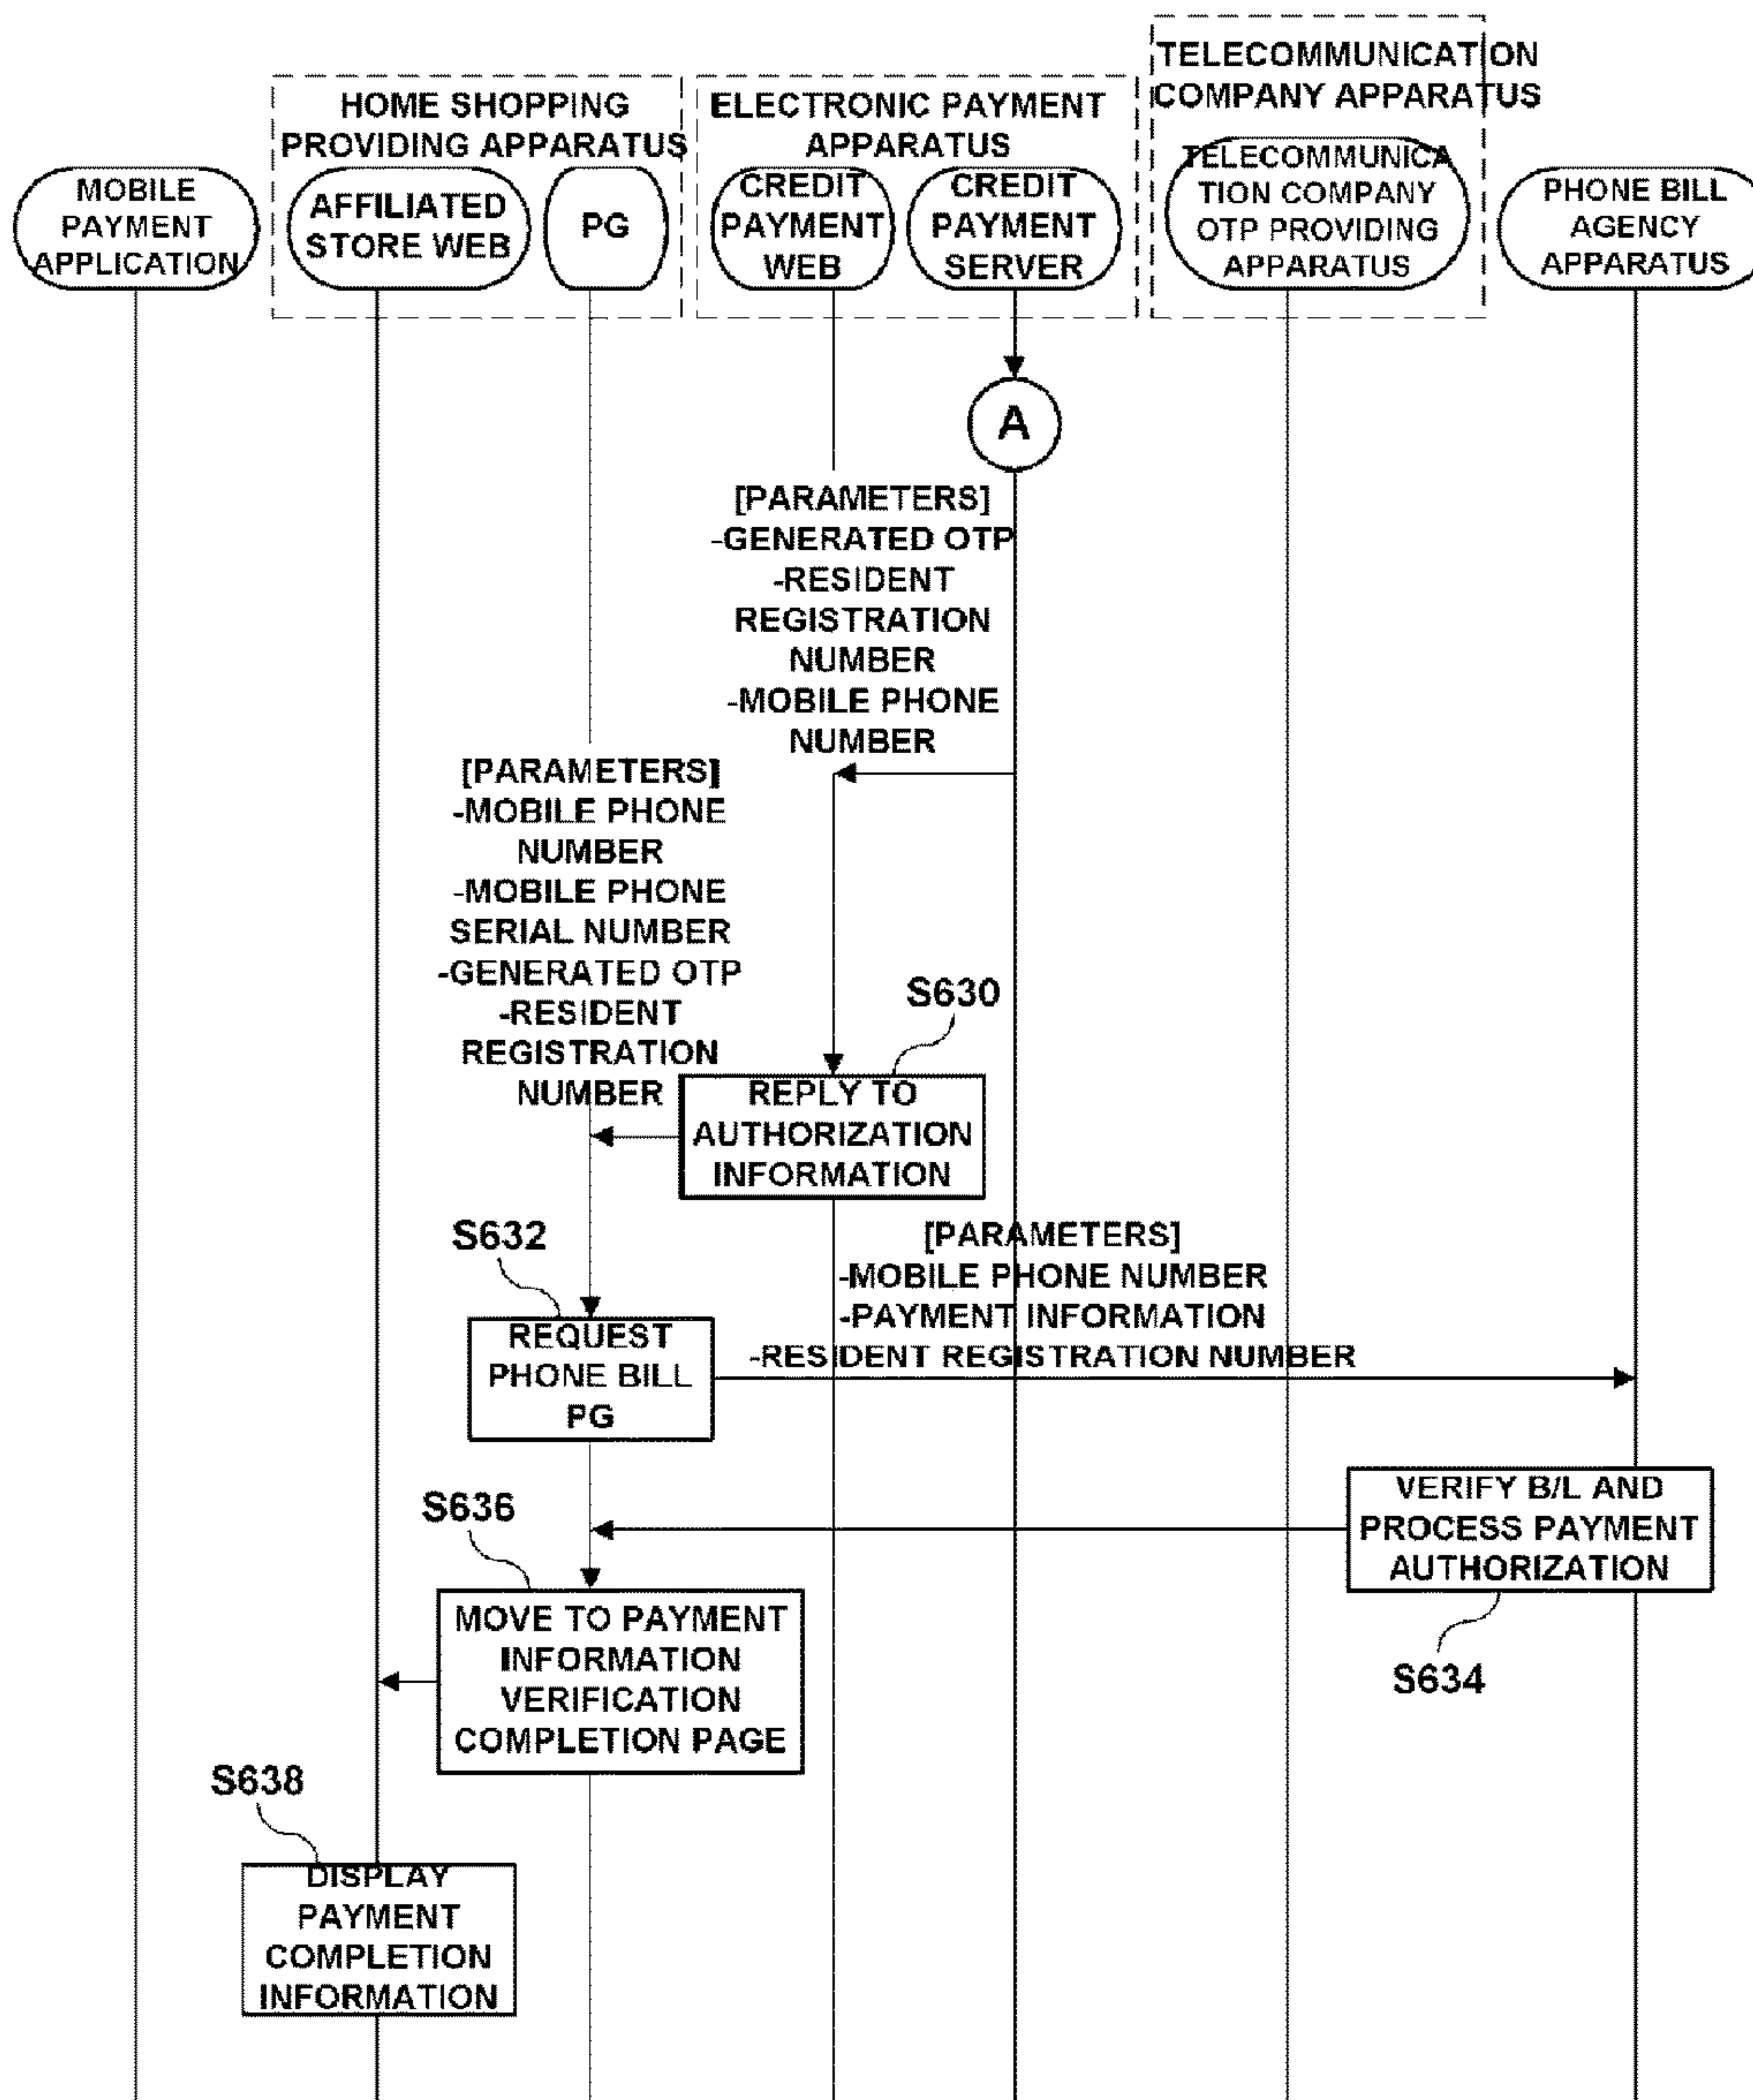 TELECOMMUNICATION
COMPANY APPARATUS
HOME SHOPPING
PROVIDING APPARATUS
ELECTRONIC PAYMENT
APPARATUS
MOBILE
PAYMENT
APPLICATION
AFFILIATED
STORE WEB
PG
CREDIT
PAYMENT
WEB
CREDIT
PAYMENT
SERVER
TELECOMMUNICA
TION COMPANY
OTP PROVIDING
APPARATUS
PHONE BILL
AGENCY
APPARATUS
A
[PARAMETERS]
-GENERATED OTP
-RESIDENT
REGISTRATION
NUMBER
-MOBILE PHONE
NUMBER
[PARAMETERS]
-MOBILE PHONE
NUMBER
-MOBILE PHONE
SERIAL NUMBER
-GENERATED OTP
-RESIDENT
REGISTRATION
NUMBER
S630
REPLY TO
AUTHORIZATION
INFORMATION
S632
[PARAMETERS]
-MOBILE PHONE NUMBER
-PAYMENT INFORMATION
-RESIDENT REGISTRATION NUMBER
REQUEST
PHONE BILL
PG
VERIFY B/L AND
PROCESS PAYMENT
AUTHORIZATION
S634
S636
MOVE TO PAYMENT
INFORMATION
VERIFICATION
COMPLETION PAGE
S638
DISPLAY
PAYMENT
COMPLETION
INFORMATION